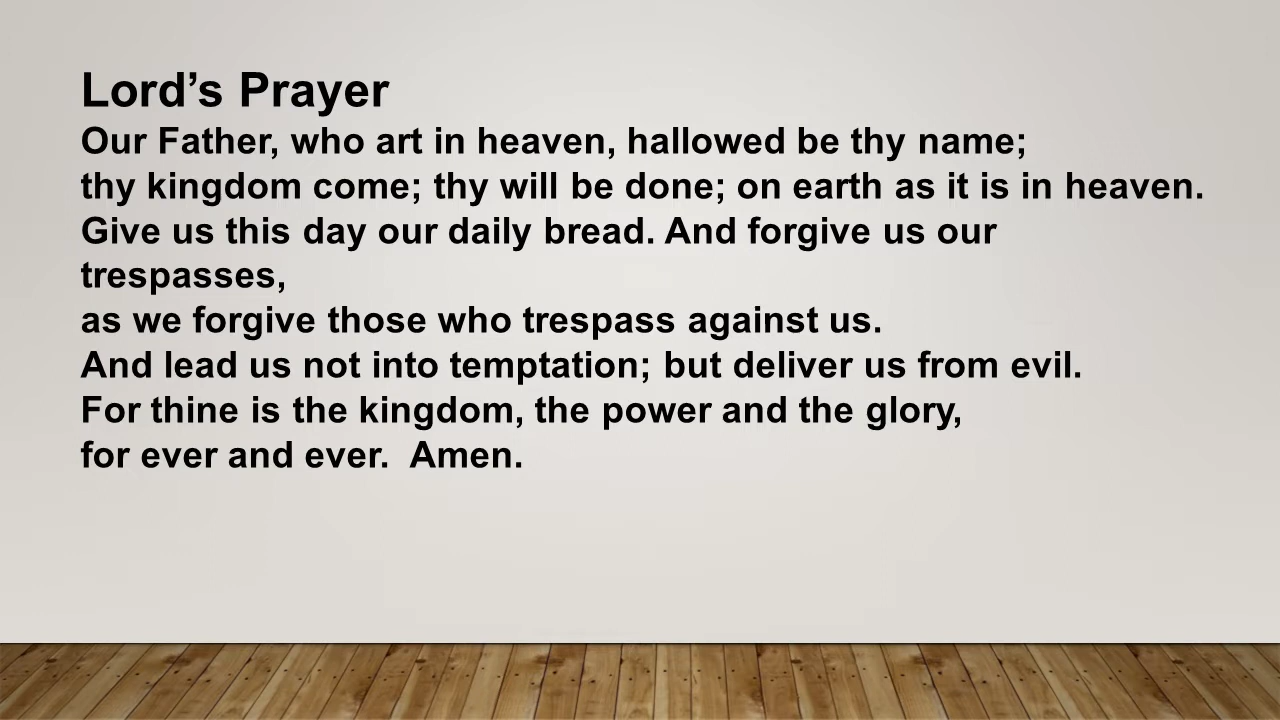 Lord’s Prayer
Our Father, who art in heaven, hallowed be thy name;
thy kingdom come; thy will be done; on earth as it is in heaven.
Give us this day our daily bread. And forgive us our
trespasses,
as we forgive those who trespass against us.
And lead us not into temptation; but deliver us from evil.
For thine is the kingdom, the power and the glory,
for ever and ever.  Amen.